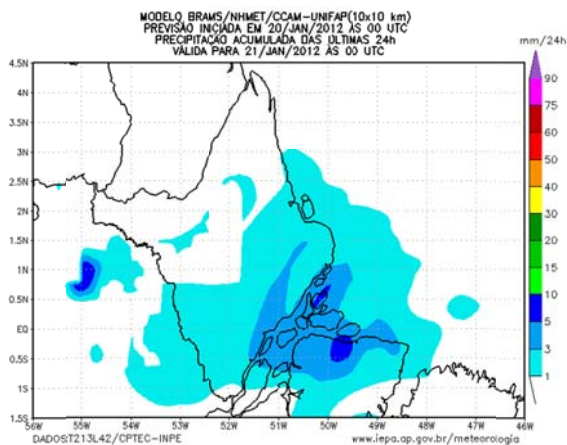 MODELO BRAMS/NHMET/CCAM-UNIFAP(10x10 km)
PREVISÃO INICIADA EM 20/JAN/2012 ÀS 00 UTC
PRECIPITAÇÃO ACUMULADA DAS ÚLTIMAS 24h
VÁLIDA PARA 21/JAN/2012 ÀS 00 UTC
mm/24h
4.5N
4N
3.5N
3N
2.5N
2N
1.5N
1N
0.5N
EQ
0.5S
1S
1.5S
56W 55W 54W 53W 52W 51W 50W 49W 48W 47W 46W
90
75
60
50
40
30
20
15
10
5
3
1
DADOS:T213L42/CPTEC-INPE
www.iepa.ap.gov.br/meteorologia